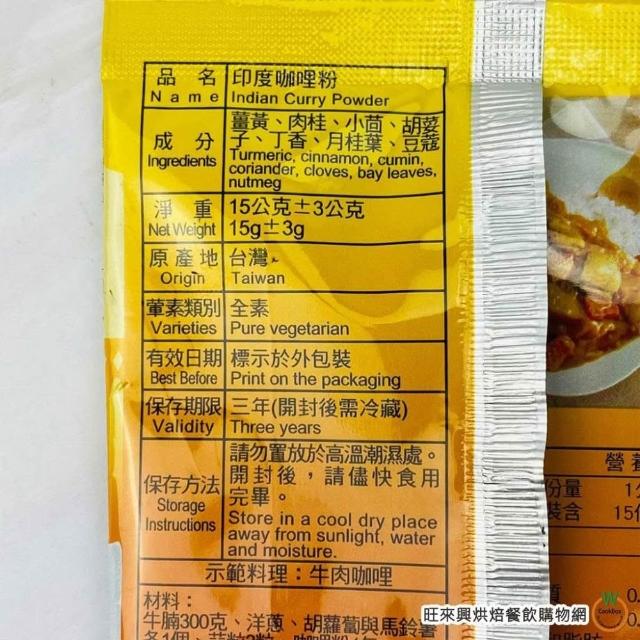 品名 印度咖哩粉
Name Indian Curry Powder
成分 薑黃、肉桂、小茴、胡荽
子、丁香、月桂葉、豆蔻
Ingredients Turmeric, cinnamon, cumin,
coriander, cloves, bay leaves,
nutmeg
淨重 15公克±3公克
Net Weight 15g±3g
原產地 台灣
Origin Taiwan
葷素類別 全素
Varieties Pure vegetarian
有效日期 標示於外包裝
Best Before Print on the packaging
保存期限 三年(開封後需冷藏)
Validity Three years
保存方法 請勿置放於高溫潮濕處。
開封後，請儘快食用
完畢。
Storage
Instructions Store in a cool dry place
away from sunlight, water
and moisture.
示範料理：牛肉咖哩
材料：
牛腩300克、洋蔥、胡蘿蔔與馬鈴薯
營養
份量 1
裝含 15
旺來興烘焙餐飲購物網
CookBox